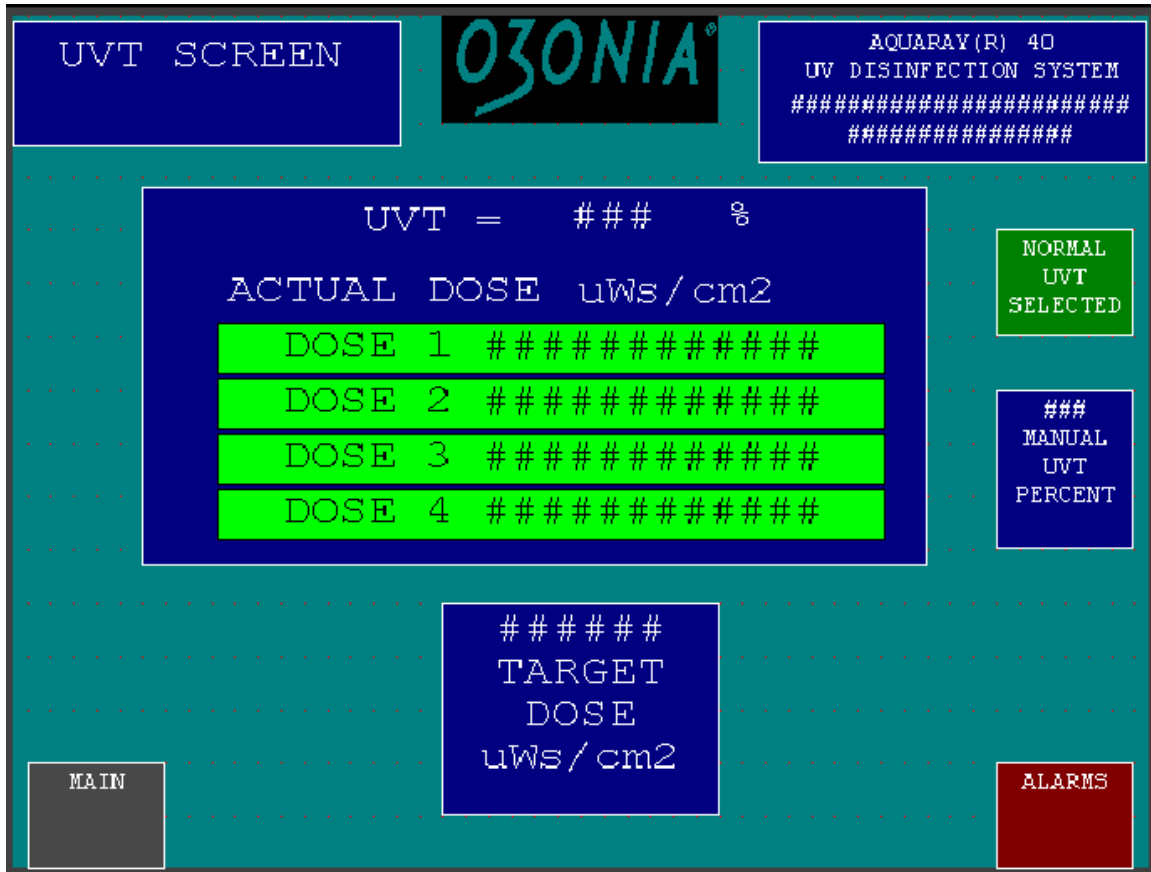 UVT SCREEN
OZONIA®
AQUARAY(R) 40
UV DISINFECTION SYSTEM
########################
################
UVT = ### %
ACTUAL DOSE uWs/cm2
DOSE 1 ############
DOSE 2 ############
DOSE 3 ############
DOSE 4 ############
NORMAL
UVT
SELECTED
###
MANUAL
UVT
PERCENT
######
TARGET
DOSE
uWs/cm2
MAIN
ALARMS